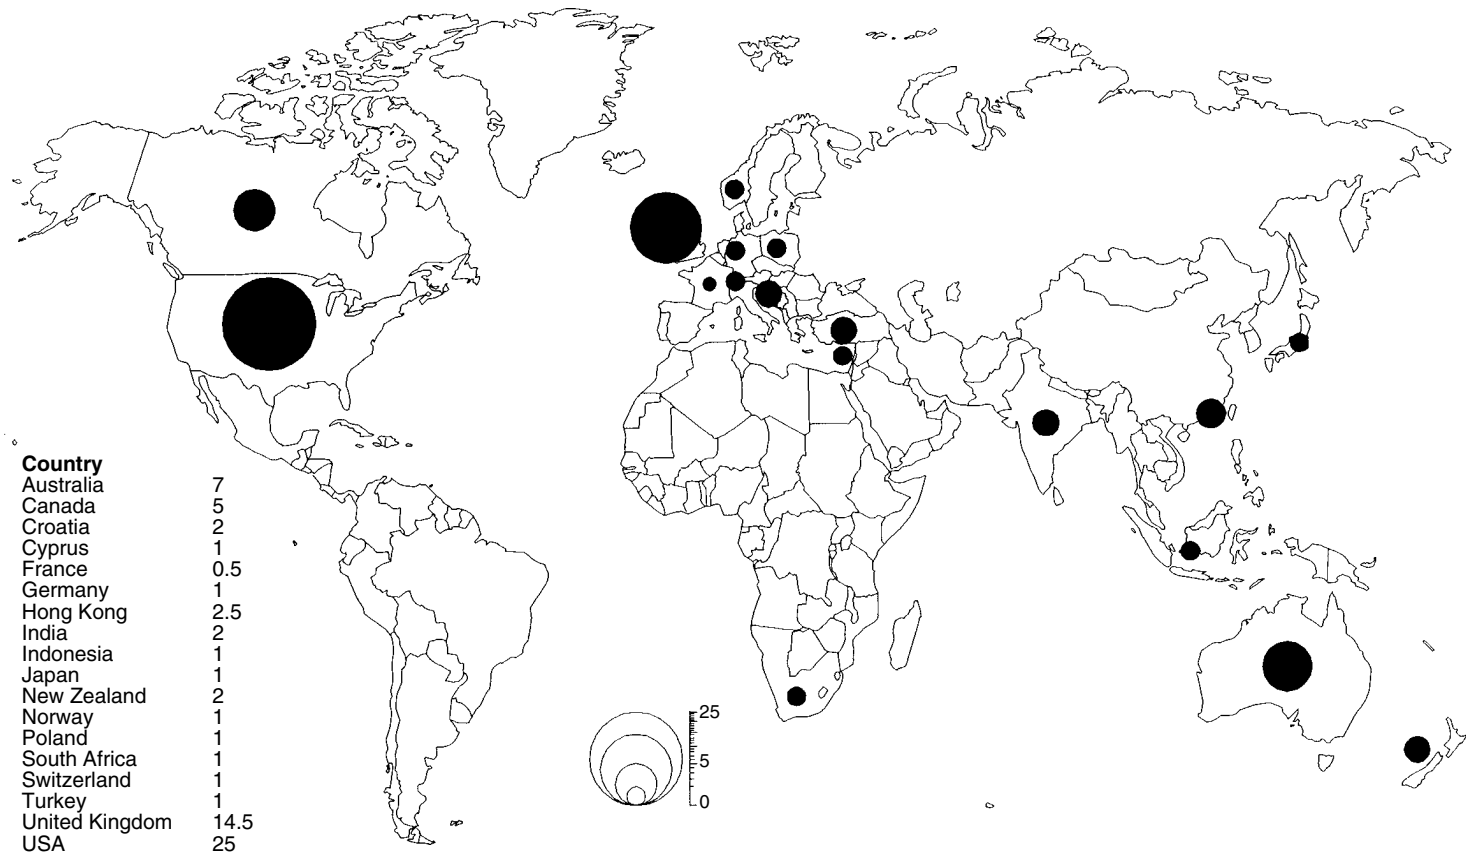 Country
Australia 7
Canada 5
Croatia 2
Cyprus 1
France 0.5
Germany 1
Hong Kong 2.5
India 2
Indonesia 1
Japan 1
New Zealand 2
Norway 1
Poland 1
South Africa 1
Switzerland 1
Turkey 1
United Kingdom 14.5
USA 25
25
15
5
0